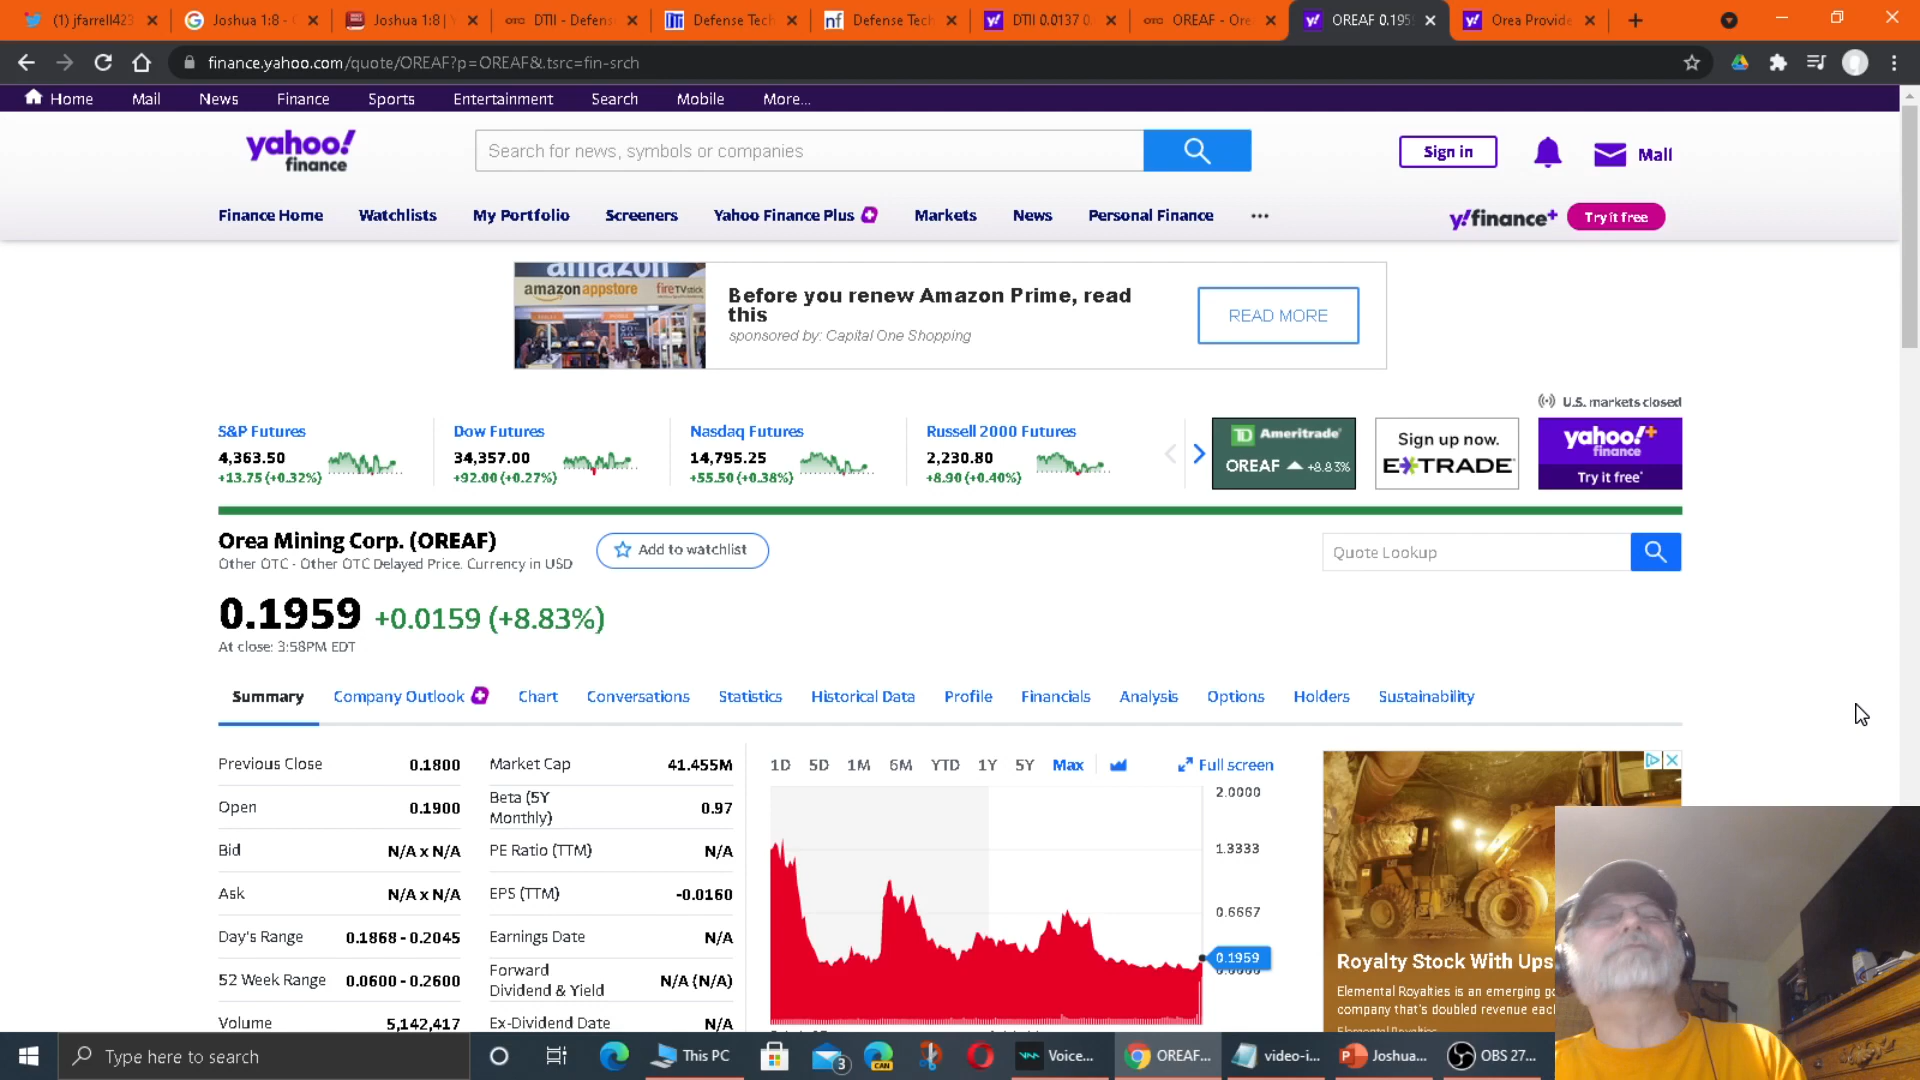 (1) jfarrell423
Joshua 1:8 -
Joshua 1:8 |
DTII - Defens
Defense Tech
Defense Tech
DTII 0.0137 0.
OREAF - Ore
OREAF 0.195
Orea Provide
finance.yahoo.com/quote/OREAF?p=OREAF&.tsrc=fin-srch
Home Mail News Finance Sports Entertainment Search Mobile More...
yahoo!
finance
Search for news, symbols or companies
Sign in
Mail
Finance Home Watchlists My Portfolio Screeners Yahoo Finance Plus Markets News Personal Finance ...
y!finance+
Try it free
amazon
amazon appstore
fireTVstick
Before you renew Amazon Prime, read
this
sponsored by: Capital One Shopping
READ MORE
U.S. markets closed
S&P Futures
4,363.50
+13.75 (+0.32%)
Dow Futures
34,357.00
+92.00 (+0.27%)
Nasdaq Futures
14,795.25
+55.50 (+0.38%)
Russell 2000 Futures
2,230.80
+8.90 (+0.40%)
TD Ameritrade
OREAF +8.83%
Sign up now.
E*TRADE
yahoo!+
finance
Try it free*
Orea Mining Corp. (OREAF)
Other OTC - Other OTC Delayed Price. Currency in USD
Add to watchlist
Quote Lookup
0.1959 +0.0159 (+8.83%)
At close: 3:58PM EDT
Summary Company Outlook Chart Conversations Statistics Historical Data Profile Financials Analysis Options Holders Sustainability
Previous Close 0.1800
Open 0.1900
Bid N/A x N/A
Ask N/A x N/A
Day's Range 0.1868 - 0.2045
52 Week Range 0.0600 - 0.2600
Volume 5,142,417
Market Cap 41.455M
Beta (5Y
Monthly) 0.97
PE Ratio (TTM) N/A
EPS (TTM) -0.0160
Earnings Date N/A
Forward
Dividend & Yield N/A (N/A)
Ex-Dividend Date N/A
1D 5D 1M 6M YTD 1Y 5Y Max
Full screen
2.0000
1.3333
0.6667
0.1959
0.0000
CAT
Royalty Stock With Ups
Elemental Royalties is an emerging go
company that's doubled revenue each
Elemental Royalties
Type here to search
This PC
3
CAN
Voice...
OREAF...
video-i...
Joshua...
OBS 27...